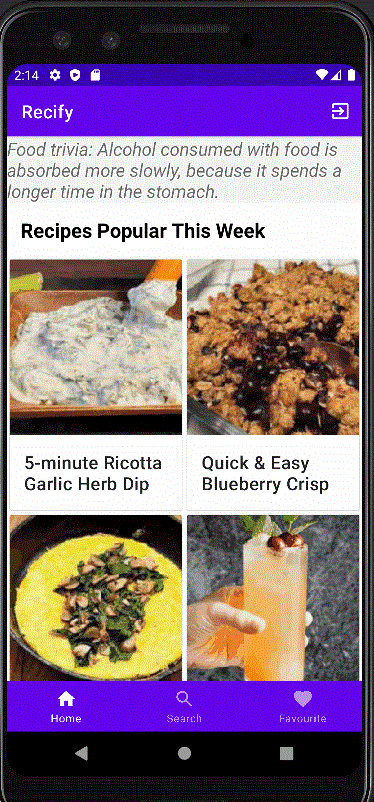 2:14
Recify
Food trivia: Alcohol consumed with food is
absorbed more slowly, because it spends a
longer time in the stomach.
Recipes Popular This Week
5-minute Ricotta
Garlic Herb Dip
Quick & Easy
Blueberry Crisp
Home
Search
Favourite